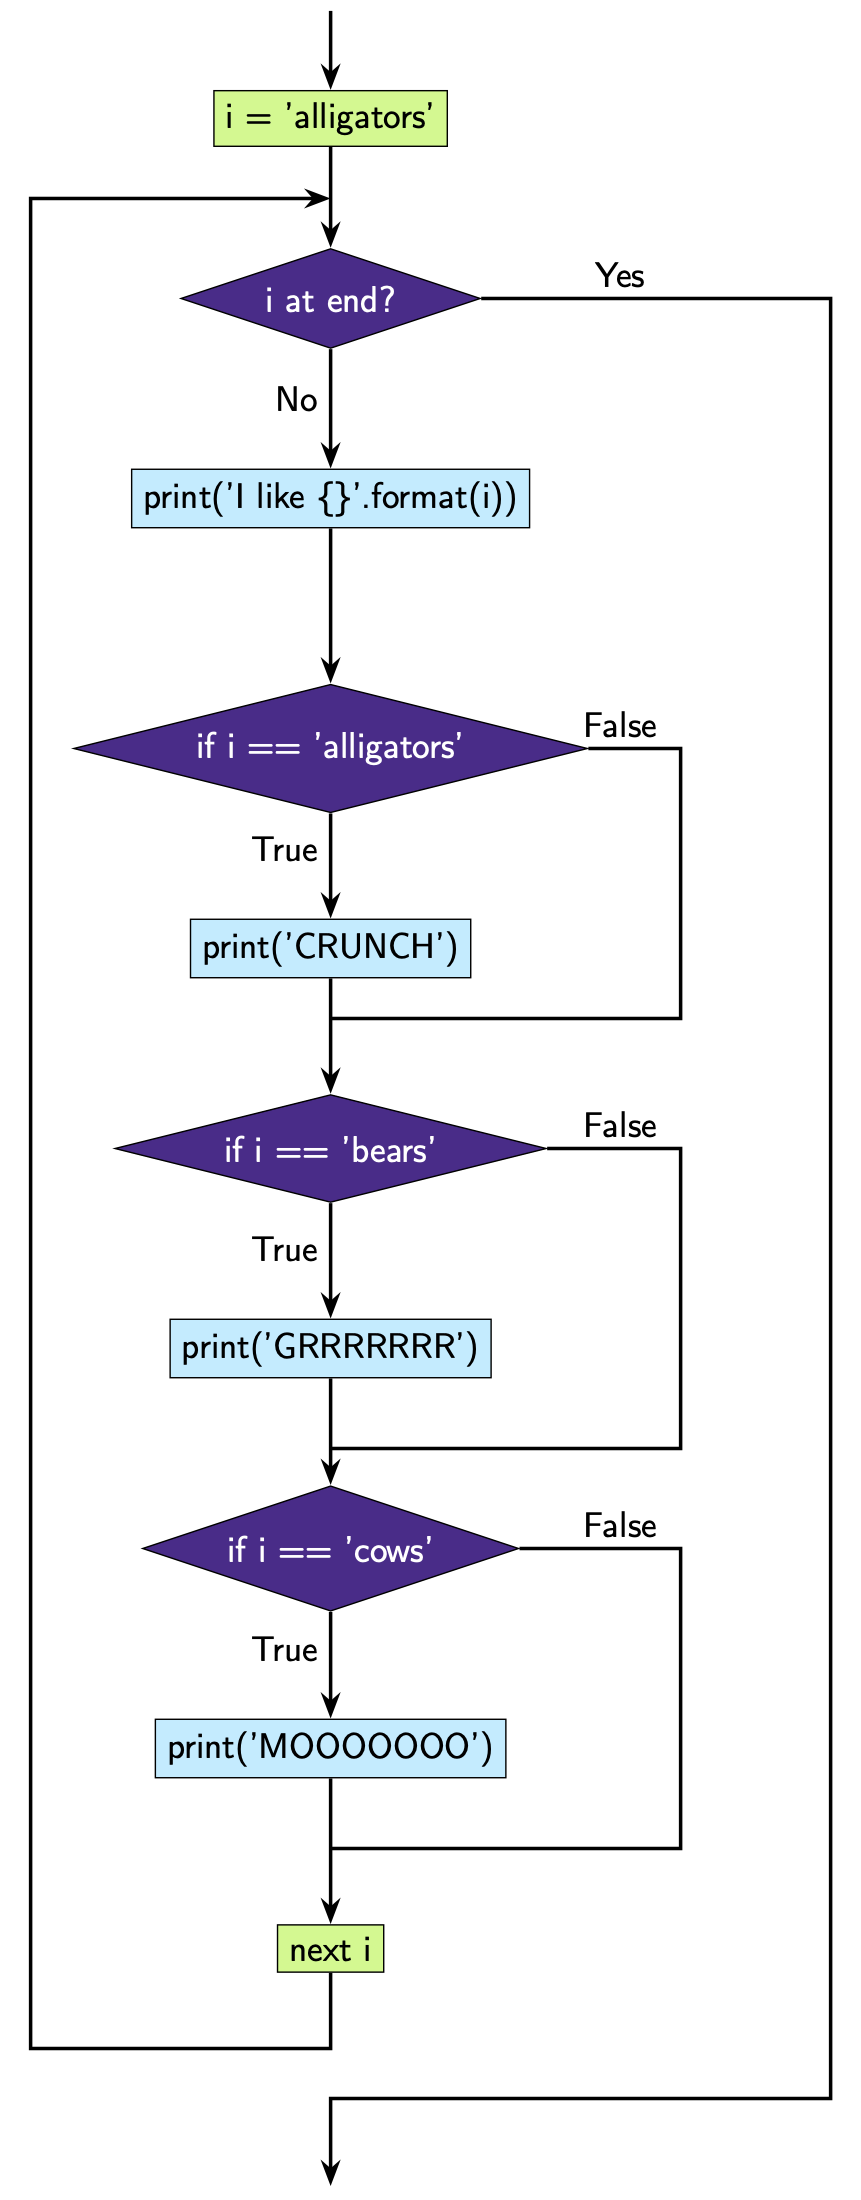 i = 'alligators'
i at end?
Yes
No
print('I like {}'.format(i))
if i == 'alligators'
False
True
print('CRUNCH')
if i == 'bears'
False
True
print('GRRRRRRR')
if i == 'cows'
False
True
print('MOOOOOOO')
next i